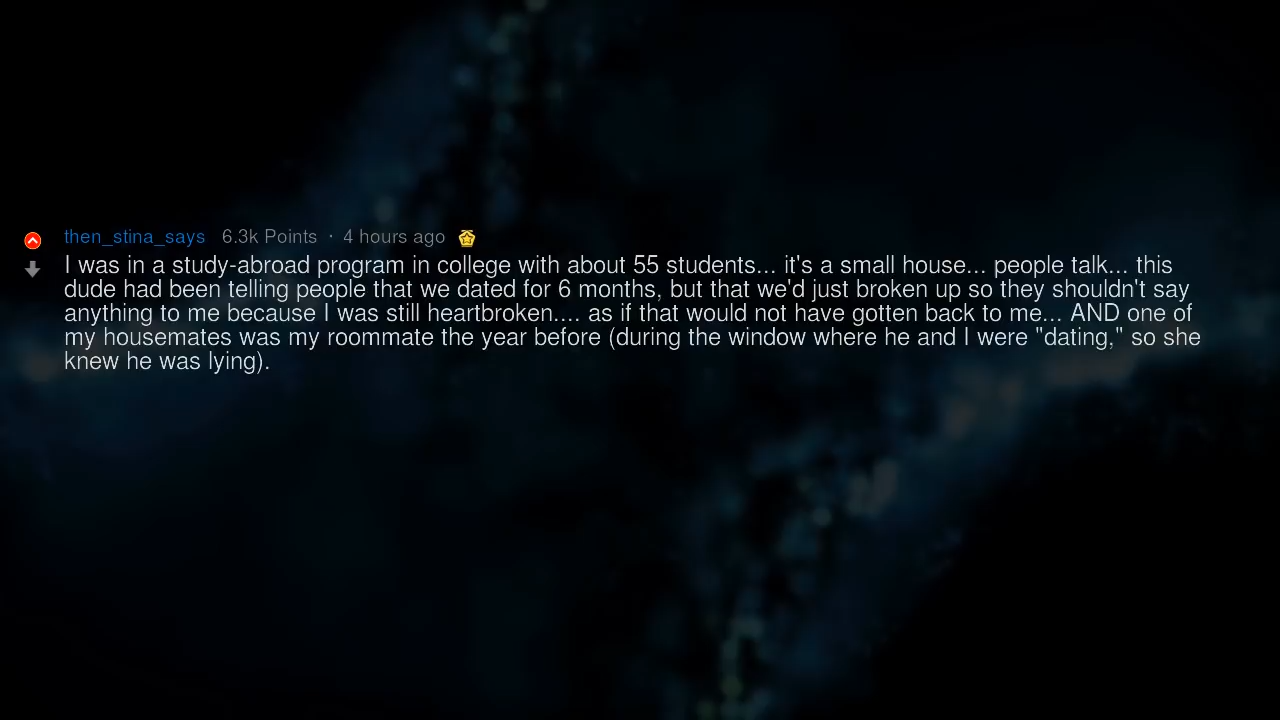 then_stina_says 6.3k Points · 4 hours ago
I was in a study-abroad program in college with about 55 students... it's a small house... people talk... this
dude had been telling people that we dated for 6 months, but that we'd just broken up so they shouldn't say
anything to me because I was still heartbroken.... as if that would not have gotten back to me... AND one of
my housemates was my roommate the year before (during the window where he and I were "dating," so she
knew he was lying).